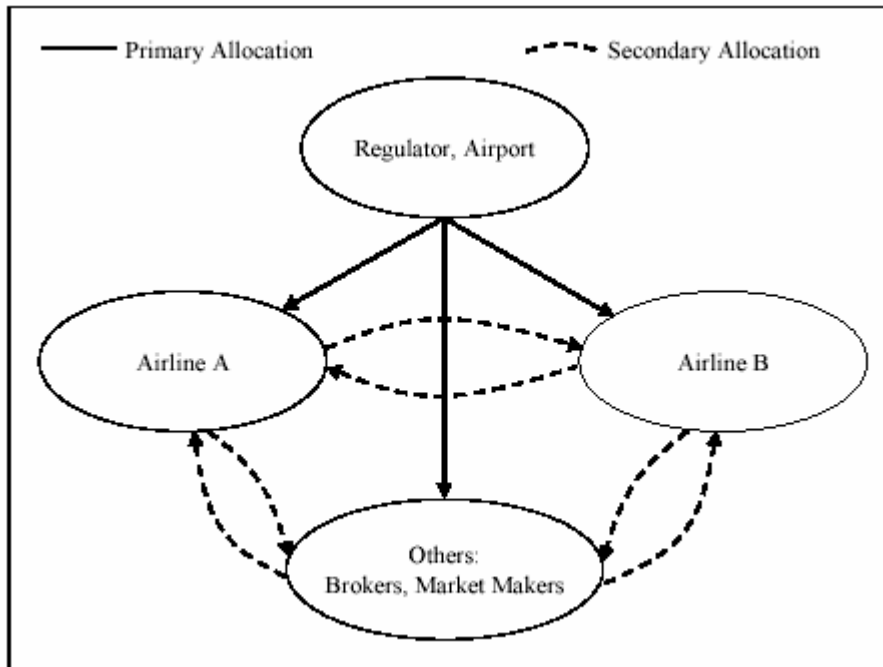 Primary Allocation
Secondary Allocation
Regulator, Airport
Airline A
Airline B
Others:
Brokers, Market Makers